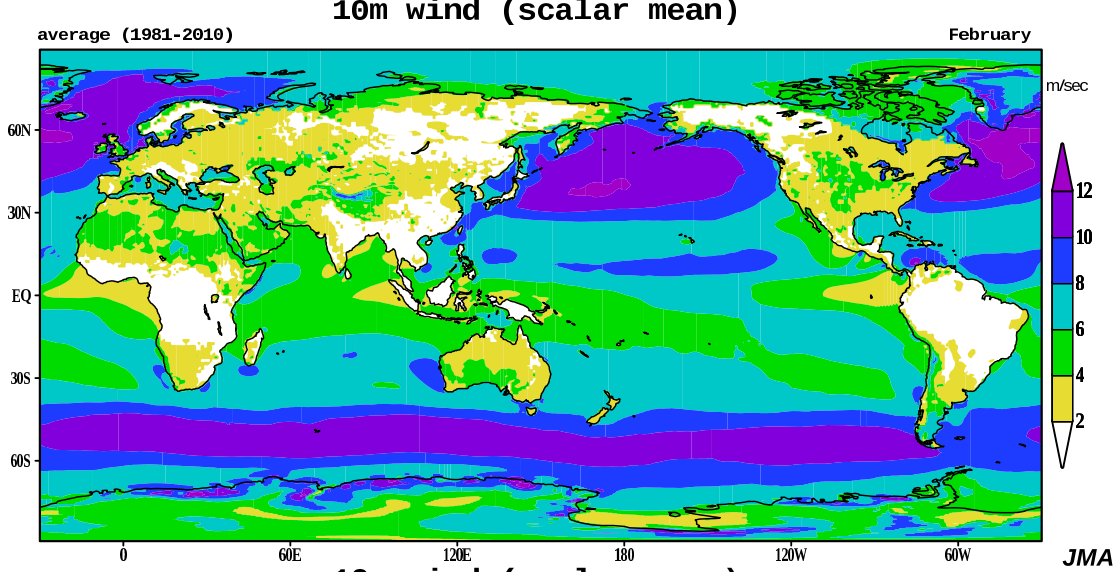 10m wind (scalar mean)
average (1981-2010) February
m/sec
60N
30N
EQ
30S
60S
12
10
8
6
4
2
0 60E 120E 180 120W 60W
JMA